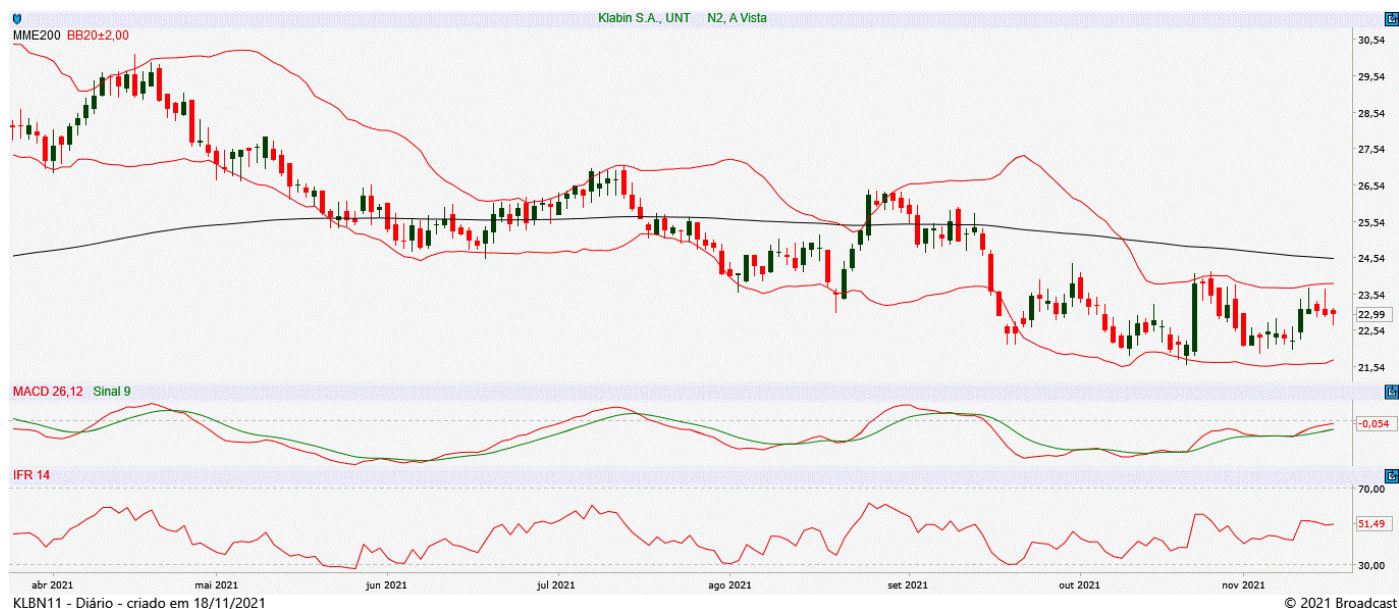 Klabin S.A., UNT N2, A Vista
MME200 BB20±2,00
30,54
29,54
28,54
27,54
26,54
25,54
24,54
23,54
22,99
22,54
21,54
MACD 26,12 Sinal 9
-0,054
IFR 14
70,00
51,49
30,00
abr 2021 mai 2021 jun 2021 jul 2021 ago 2021 set 2021 out 2021 nov 2021
KLBN11 - Diário - criado em 18/11/2021 © 2021 Broadcast